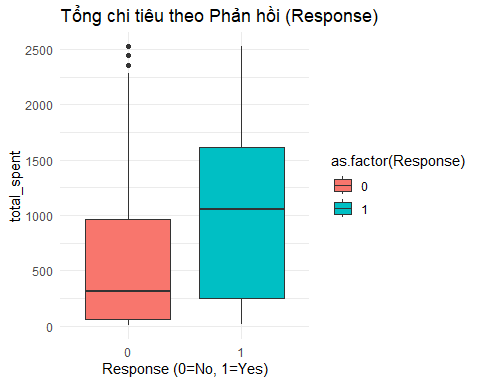 Tổng chi tiêu theo Phản hồi (Response)
2500
2000
1500
1000
500
0
total_spent
0
1
Response (0=No, 1=Yes)
as.factor(Response)
0
1